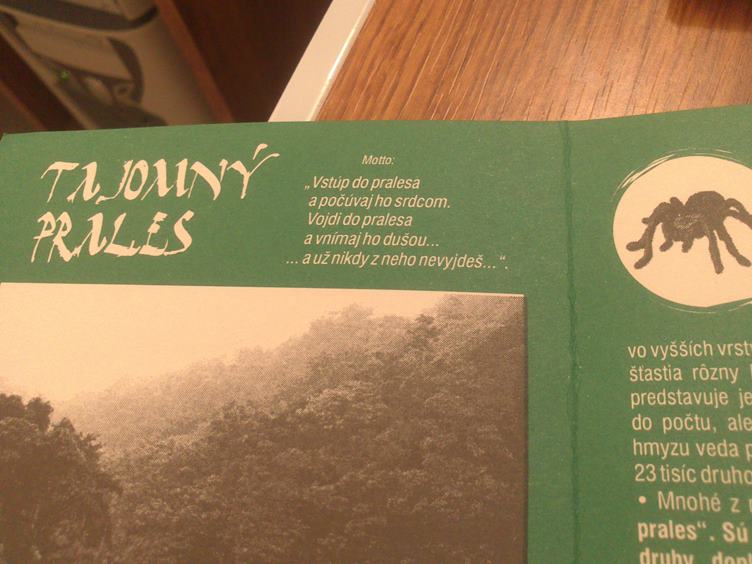 TAJOMNÝ
PRALES
Motto:
„Vstúp do pralesa
a počúvaj ho srdcom.
Vojdi do pralesa
a vnímaj ho dušou...
... a už nikdy z neho nevyjdeš...“.
vo vyšších
šťastia rôzny
predstavuje
do počtu, ale
hmyzu veda
23 tisíc
• Mnohé z
prales“. Sú
druhy